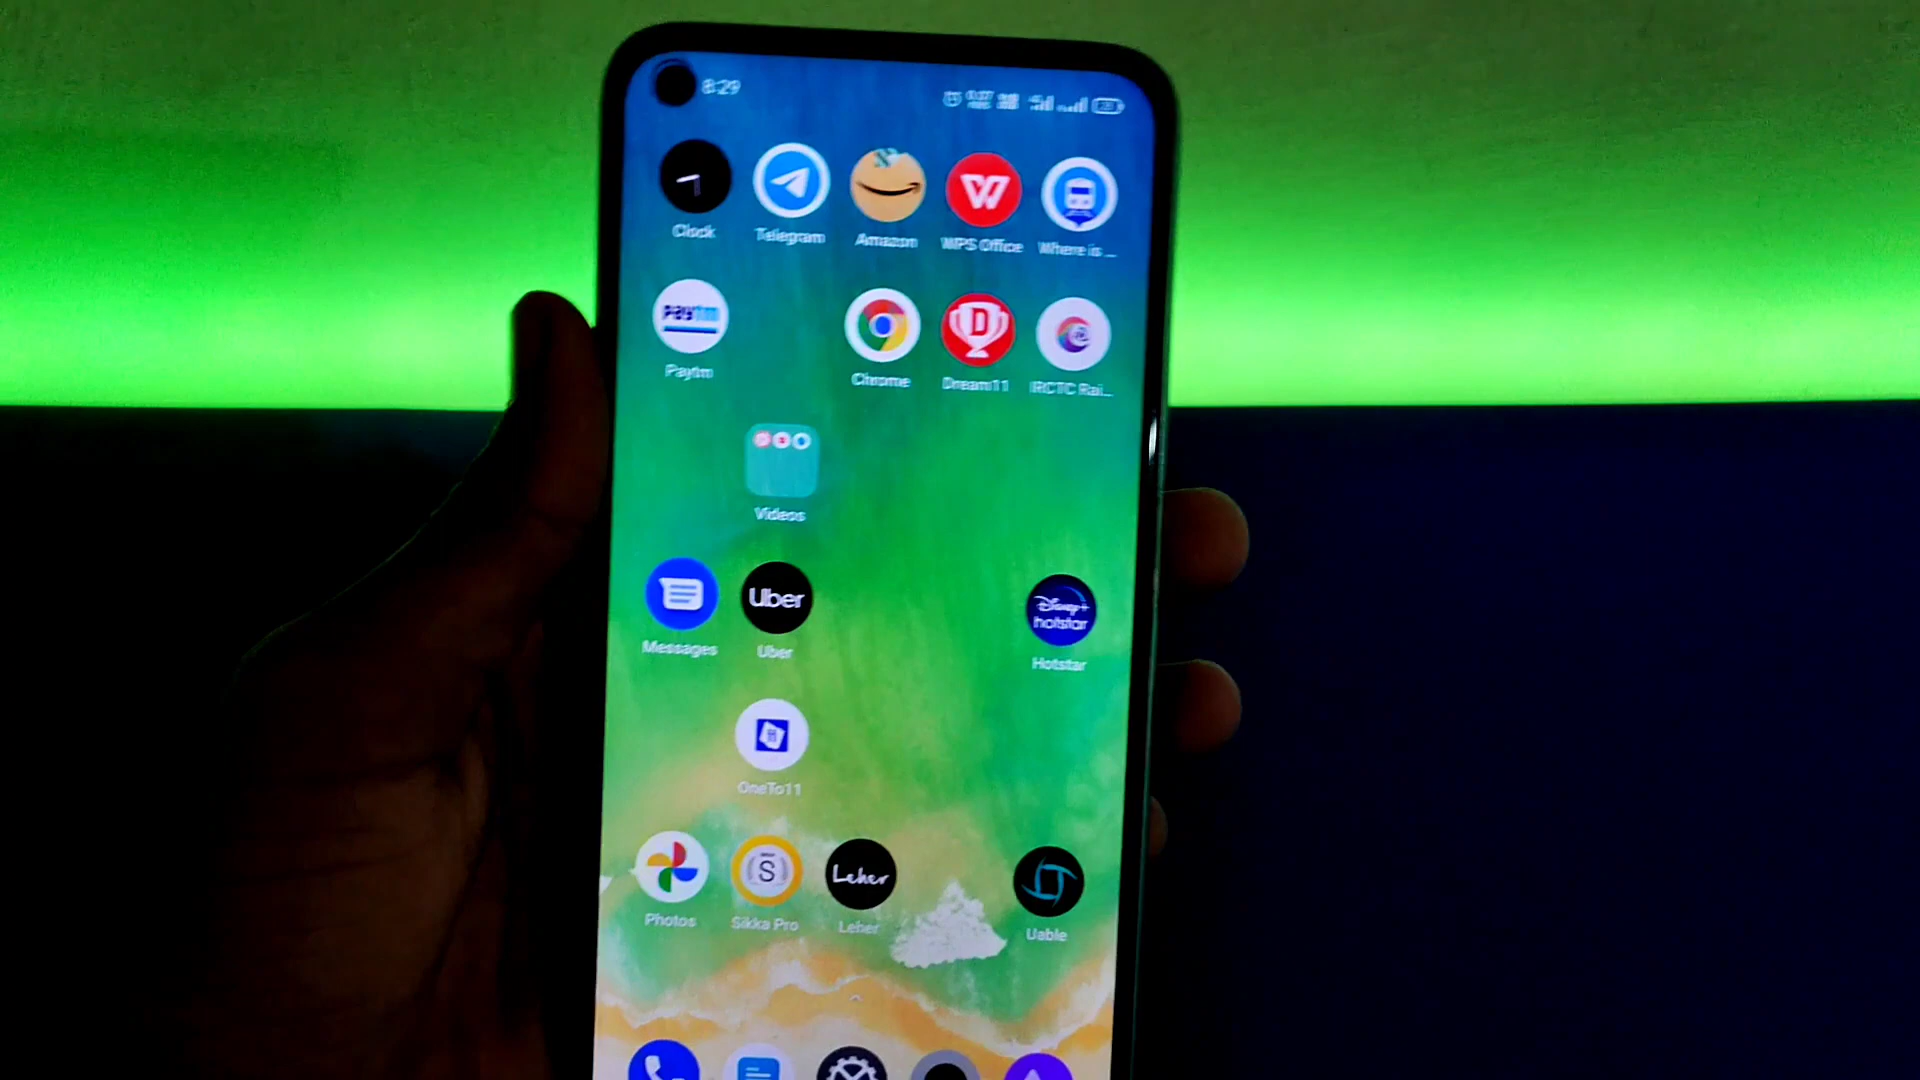 8:29
Clock
Telegram
Amazon
WPS Office
Where is ...
Paytm
Paytm
Chrome
D
Dream11
IRCTC Rai...
Videos
Uber
Disney+
hotstar
Messages
Uber
Hotstar
OneTo11
S
Leher
Photos
Sikka Pro
Leher
Uable